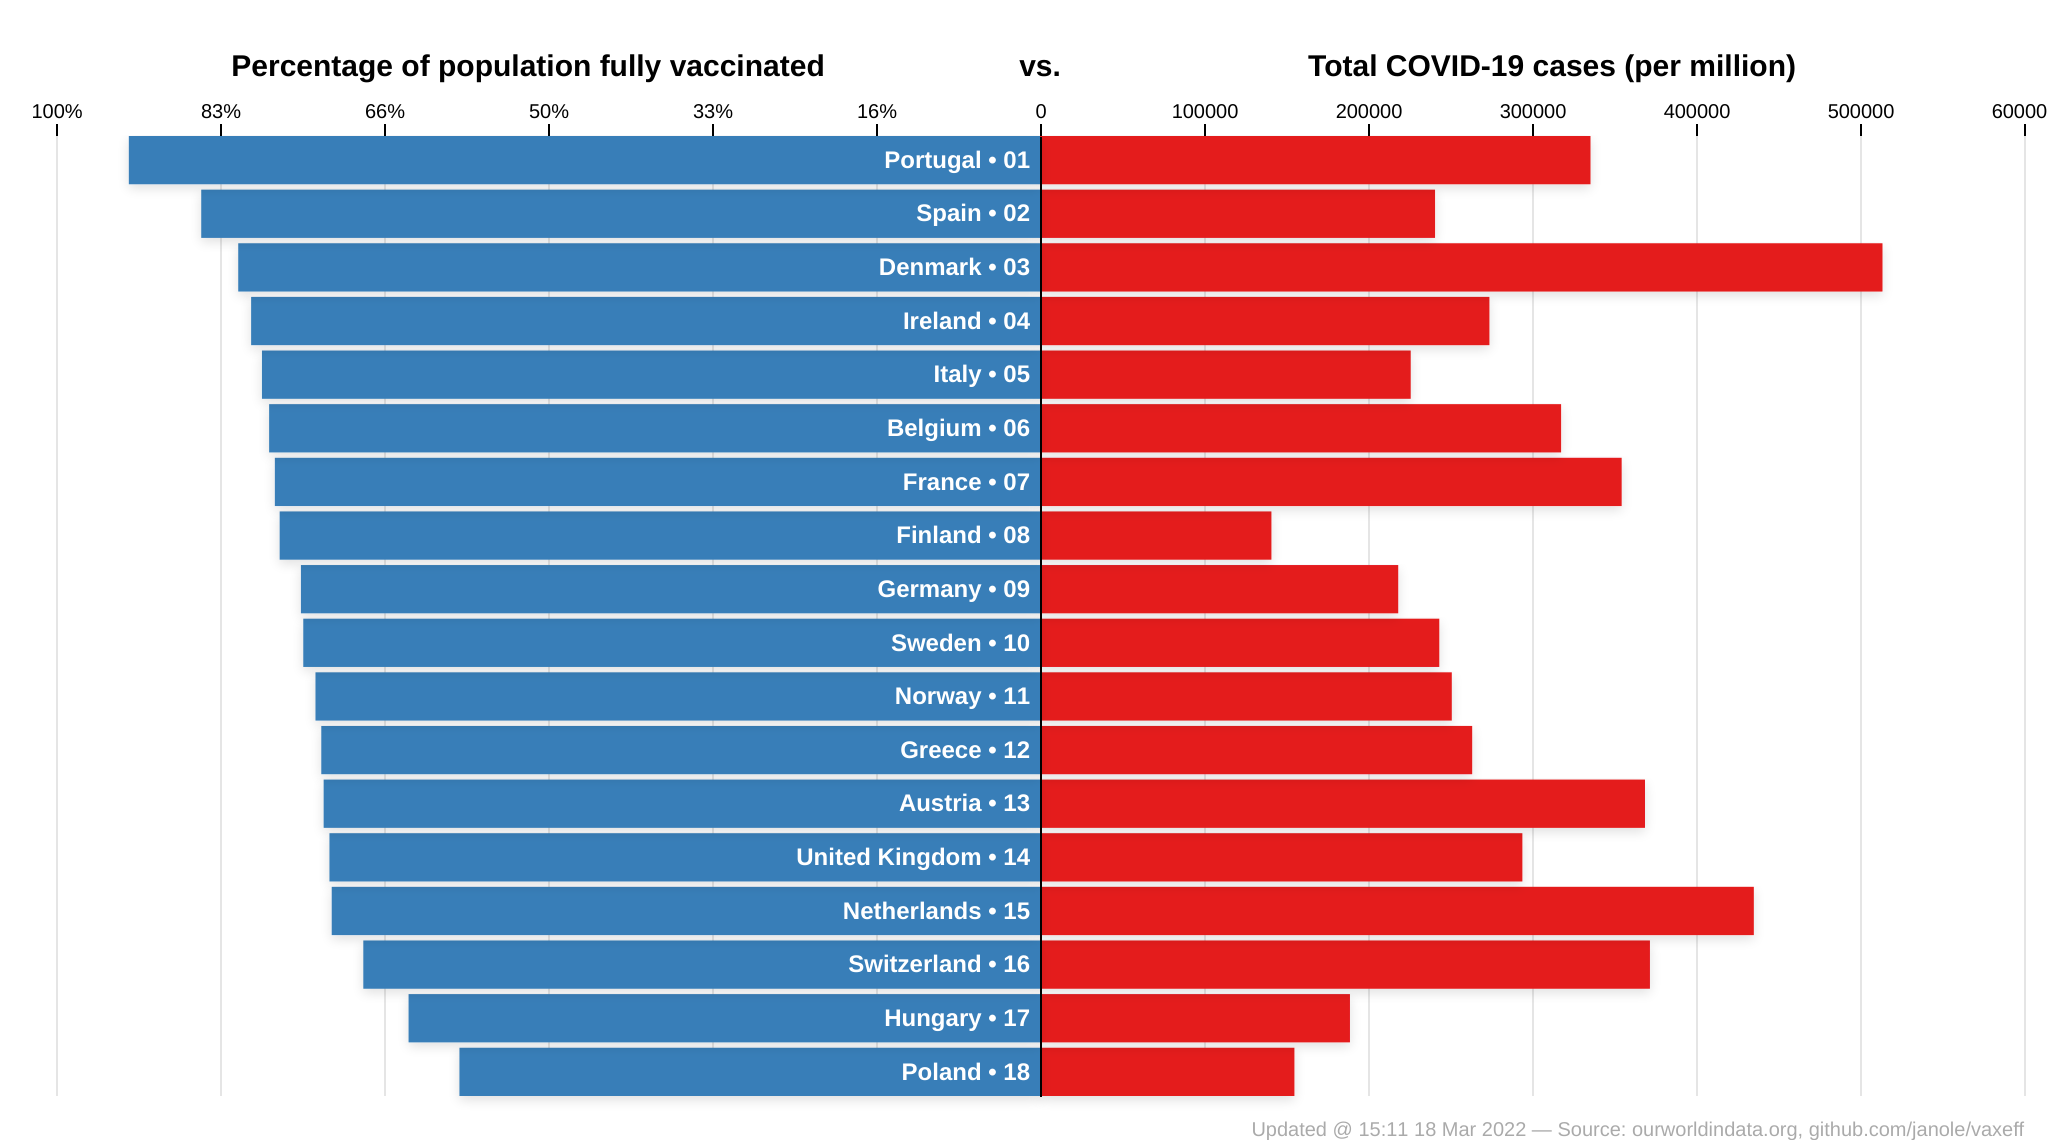 Percentage of population fully vaccinated vs. Total COVID-19 cases (per million)
100% 83% 66% 50% 33% 16% 0 100000 200000 300000 400000 500000 60000
Portugal • 01
Spain • 02
Denmark • 03
Ireland • 04
Italy • 05
Belgium • 06
France • 07
Finland • 08
Germany • 09
Sweden • 10
Norway • 11
Greece • 12
Austria • 13
United Kingdom • 14
Netherlands • 15
Switzerland • 16
Hungary • 17
Poland • 18
Updated @ 15:11 18 Mar 2022 — Source: ourworldindata.org, github.com/janole/vaxeff